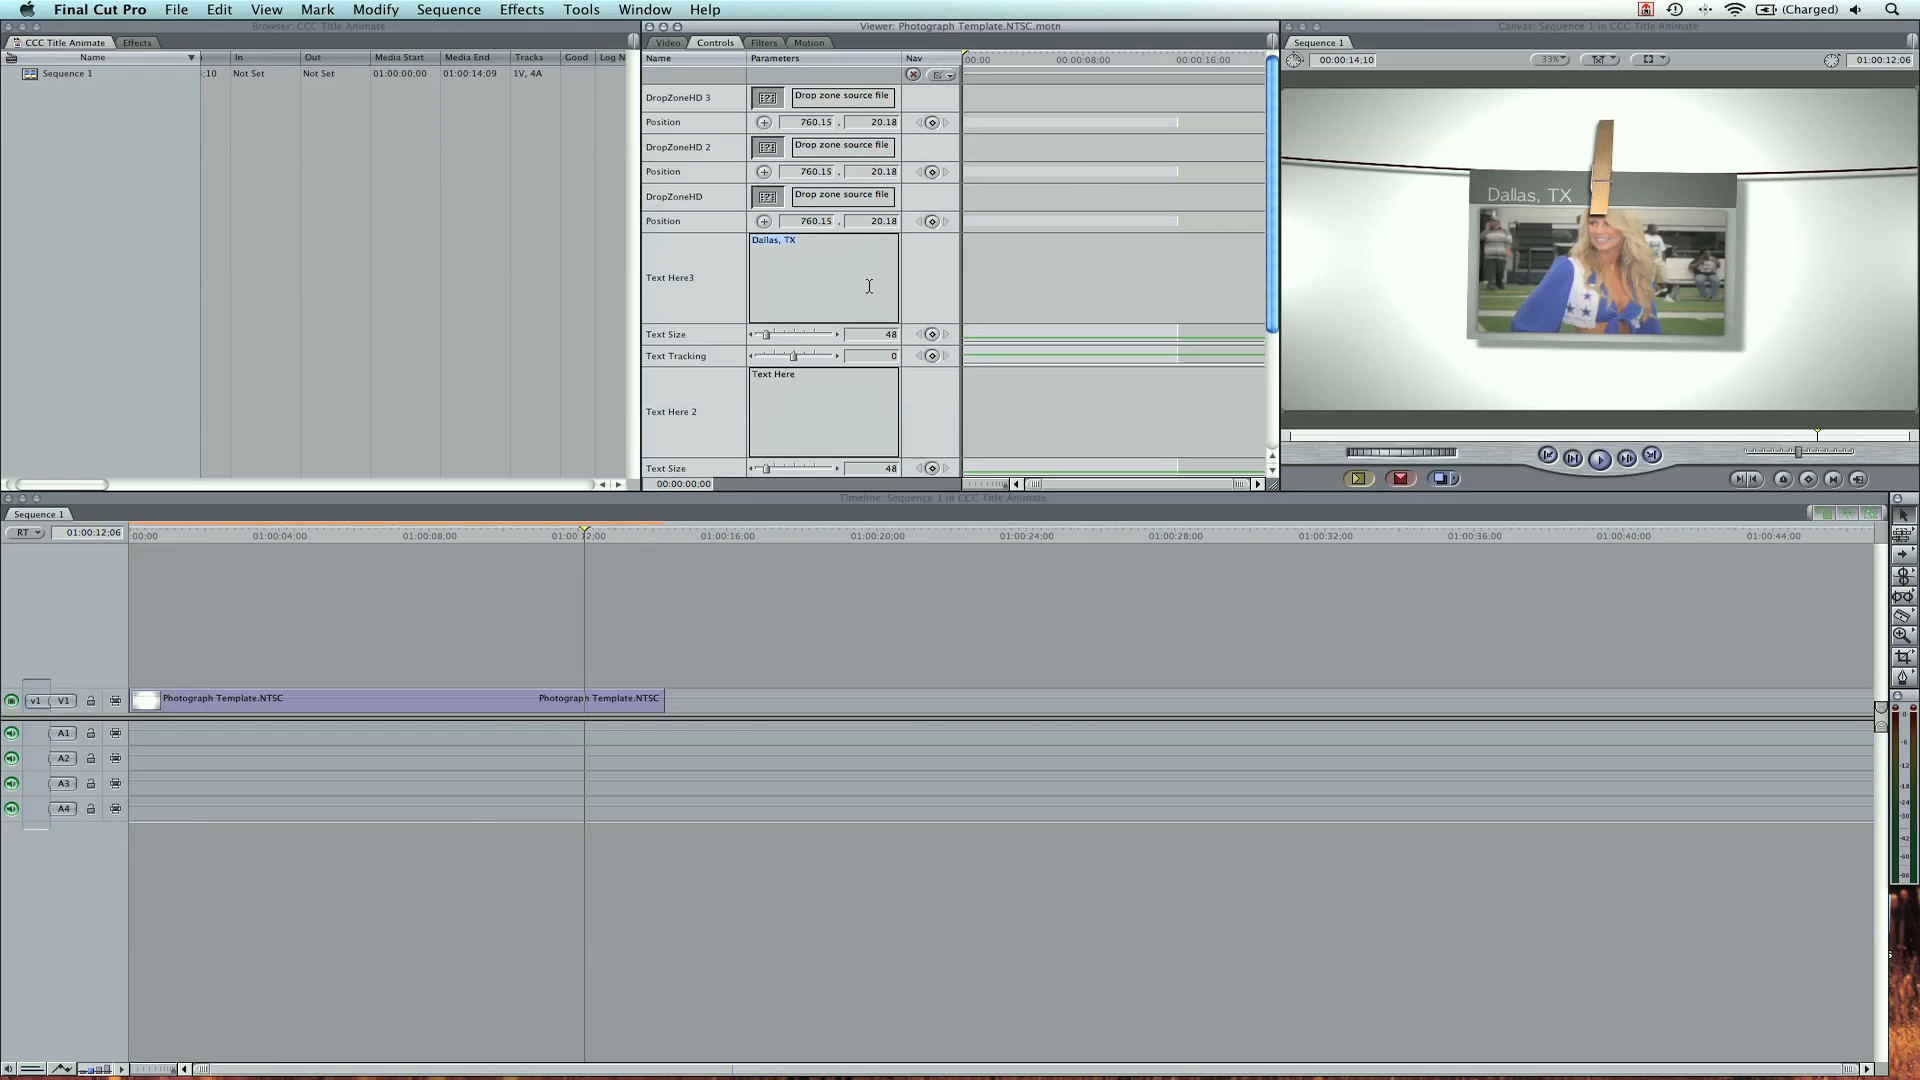 Final Cut Pro File Edit View Mark Modify Sequence Effects Tools Window Help (Charged)
Browser: CCC Title Animate
CCC Title Animate Effects
Name In Out Media Start Media End Tracks Good Log N
Sequence 1 ;10 Not Set Not Set 01:00:00;00 01:00:14;09 1V, 4A
Viewer: Photograph Template.NTSC.motn
Video Controls Filters Motion
Name Parameters Nav 00;00 00:00:08;00 00:00:16;00
DropZoneHD 3 Drop zone source file
Position 760.15 , 20.18
DropZoneHD 2 Drop zone source file
Position 760.15 , 20.18
DropZoneHD Drop zone source file
Position 760.15 , 20.18
Dallas, TX
Text Here3
Text Size 48
Text Tracking 0
Text Here
Text Here 2
Text Size 48
00:00:00;00
Canvas: Sequence 1 in CCC Title Animate
Sequence 1
00:00:14;10 33% 01:00:12;06
Dallas, TX
Timeline: Sequence 1 in CCC Title Animate
Sequence 1
RT 01:00:12;06 :00;00 01:00:04;00 01:00:08;00 01:00:12;00 01:00:16;00 01:00:20;00 01:00:24;00 01:00:28;00 01:00:32;00 01:00:36;00 01:00:40;00 01:00:44;00
v1 V1 Photograph Template.NTSC Photograph Template.NTSC
A1
A2
A3
A4
0
-6
-12
-18
-24
-30